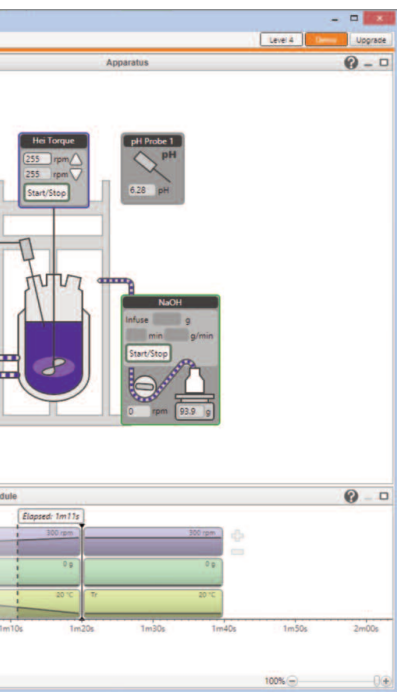 Level 4 Demo Upgrade
Apparatus
Hei Torque
255 rpm
255 rpm
Start/Stop
pH Probe 1
pH
6.28 pH
NaOH
Infuse g
min g/min
Start/Stop
0 rpm 93.9 g
dule
Elapsed: 1m11s
300 rpm 300 rpm
0 g 0 g
20 °C Tr 20 °C
1m10s 1m20s 1m30s 1m40s 1m50s 2m00s
100%